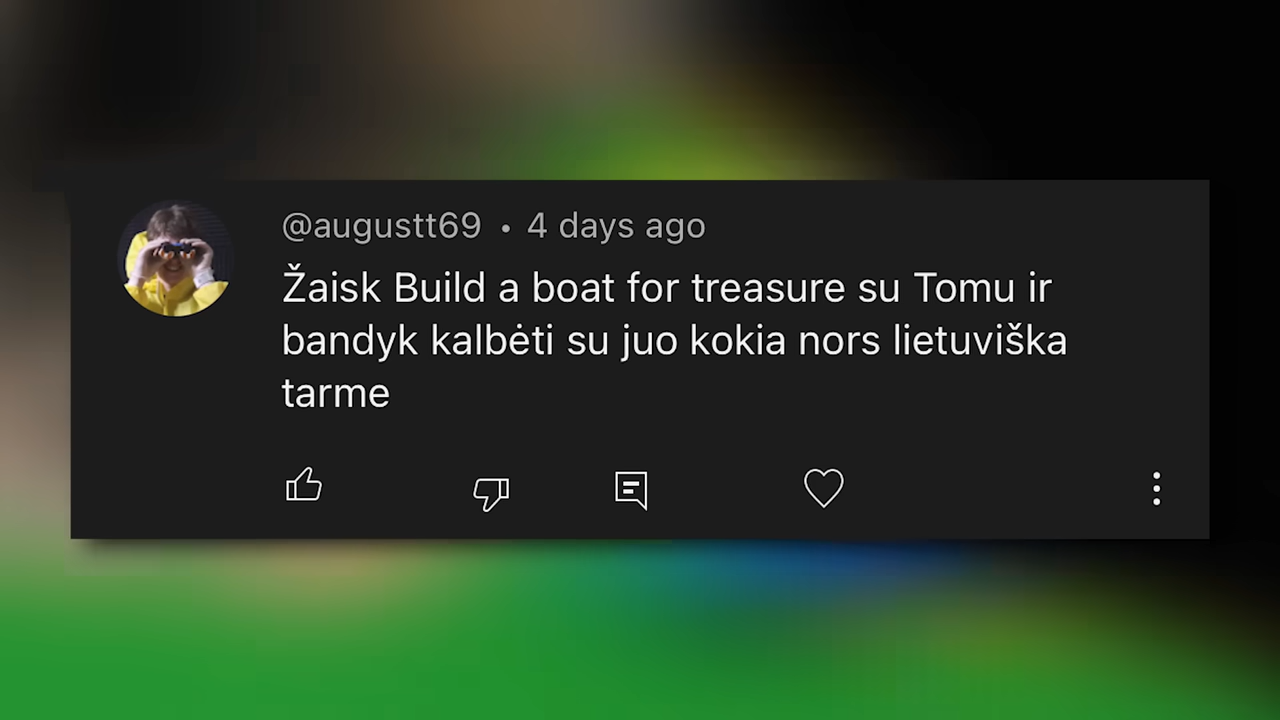 @augustt69 • 4 days ago
Žaisk Build a boat for treasure su Tomu ir
bandyk kalbėti su juo kokia nors lietuviška
tarme